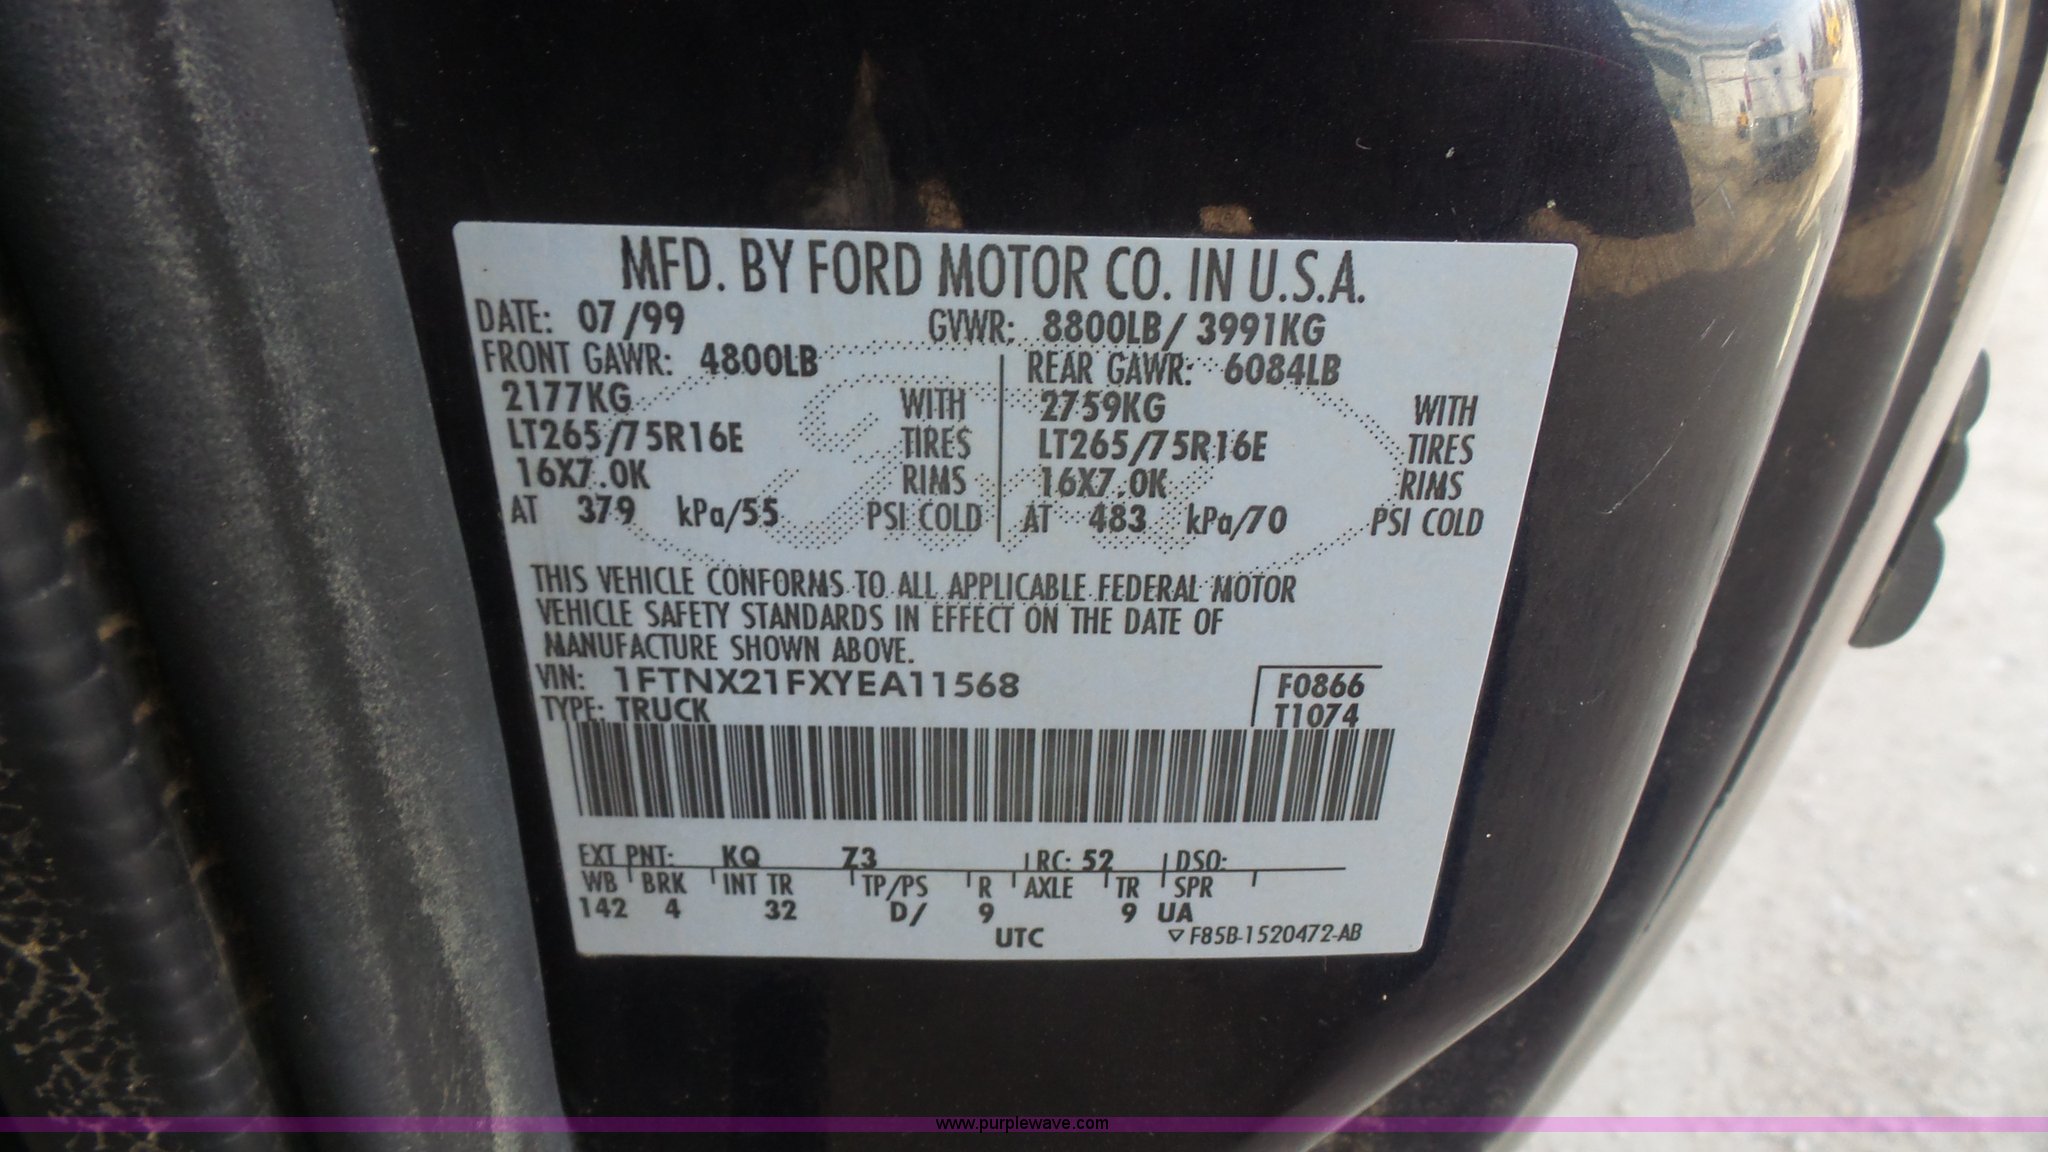 MFD. BY FORD MOTOR CO. IN U.S.A.
DATE: 07/99 GVWR: 8800LB/ 3991KG
FRONT GAWR: 4800LB REAR GAWR: 6084LB
2177KG WITH 2759KG WITH
LT265/75R16E TIRES LT265/75R16E TIRES
16X7.0K RIMS 16X7.0K RIMS
AT 379 kPa/55 PSI COLD AT 483 kPa/70 PSI COLD
THIS VEHICLE CONFORMS TO ALL APPLICABLE FEDERAL MOTOR
VEHICLE SAFETY STANDARDS IN EFFECT ON THE DATE OF
MANUFACTURE SHOWN ABOVE.
VIN: 1FTNX21FXYEA11568 F0866
TYPE: TRUCK T1074
EXT PNT: KQ Z3 RC: 52 DSO:
WB BRK INT TR TP/PS R AXLE TR SPR
142 4 32 D/ 9 9 UA
UTC F85B-1520472-AB
www.purplewave.com